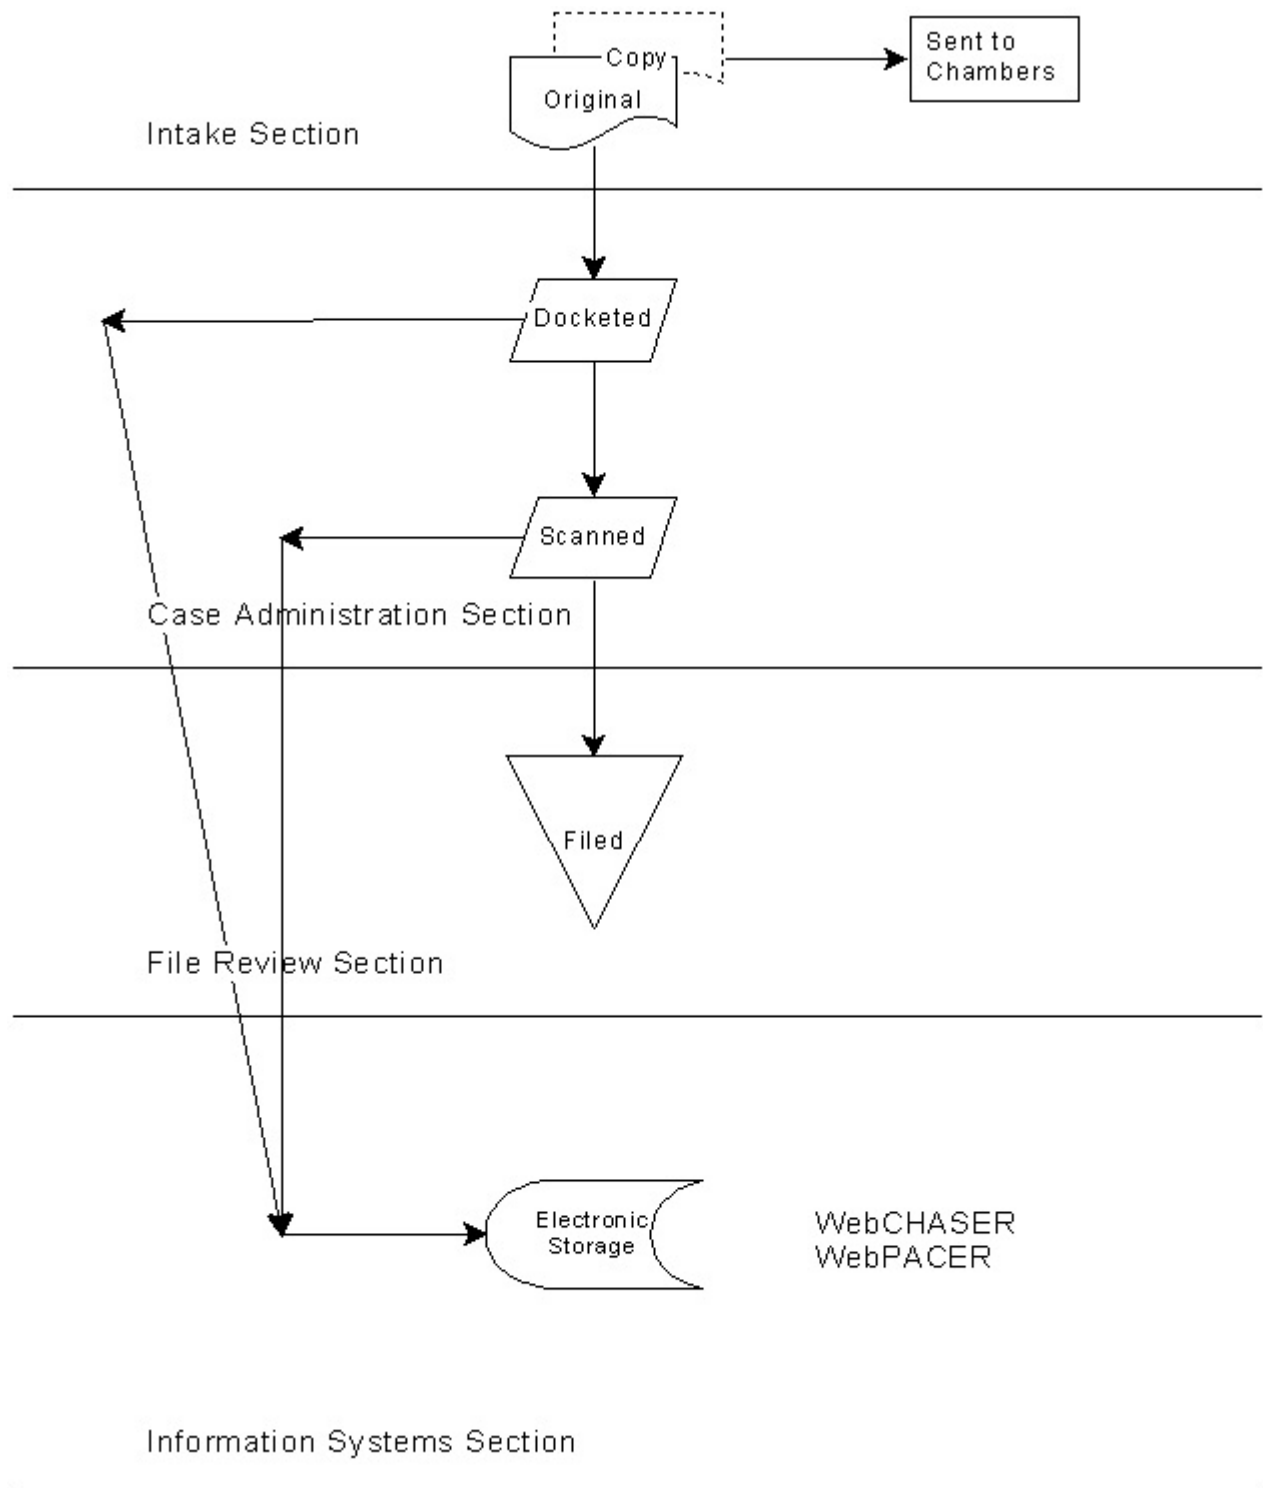 Copy
Original
Sent to
Chambers
Intake Section
Docketed
Scanned
Case Administration Section
Filed
File Review Section
Electronic
Storage
WebCHASER
WebPACER
Information Systems Section